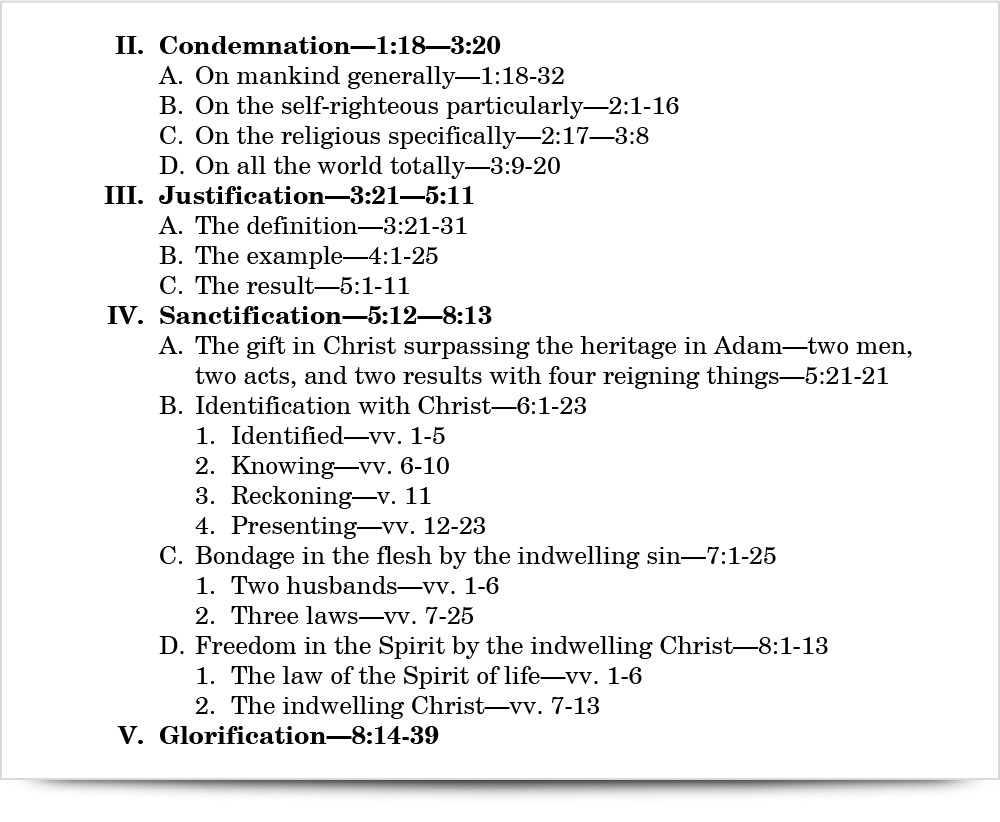 II. Condemnation—1:18—3:20
A. On mankind generally—1:18-32
B. On the self-righteous particularly—2:1-16
C. On the religious specifically—2:17—3:8
D. On all the world totally—3:9-20
III. Justification—3:21—5:11
A. The definition—3:21-31
B. The example—4:1-25
C. The result—5:1-11
IV. Sanctification—5:12—8:13
A. The gift in Christ surpassing the heritage in Adam—two men,
two acts, and two results with four reigning things—5:21-21
B. Identification with Christ—6:1-23
1. Identified—vv. 1-5
2. Knowing—vv. 6-10
3. Reckoning—v. 11
4. Presenting—vv. 12-23
C. Bondage in the flesh by the indwelling sin—7:1-25
1. Two husbands—vv. 1-6
2. Three laws—vv. 7-25
D. Freedom in the Spirit by the indwelling Christ—8:1-13
1. The law of the Spirit of life—vv. 1-6
2. The indwelling Christ—vv. 7-13
V. Glorification—8:14-39